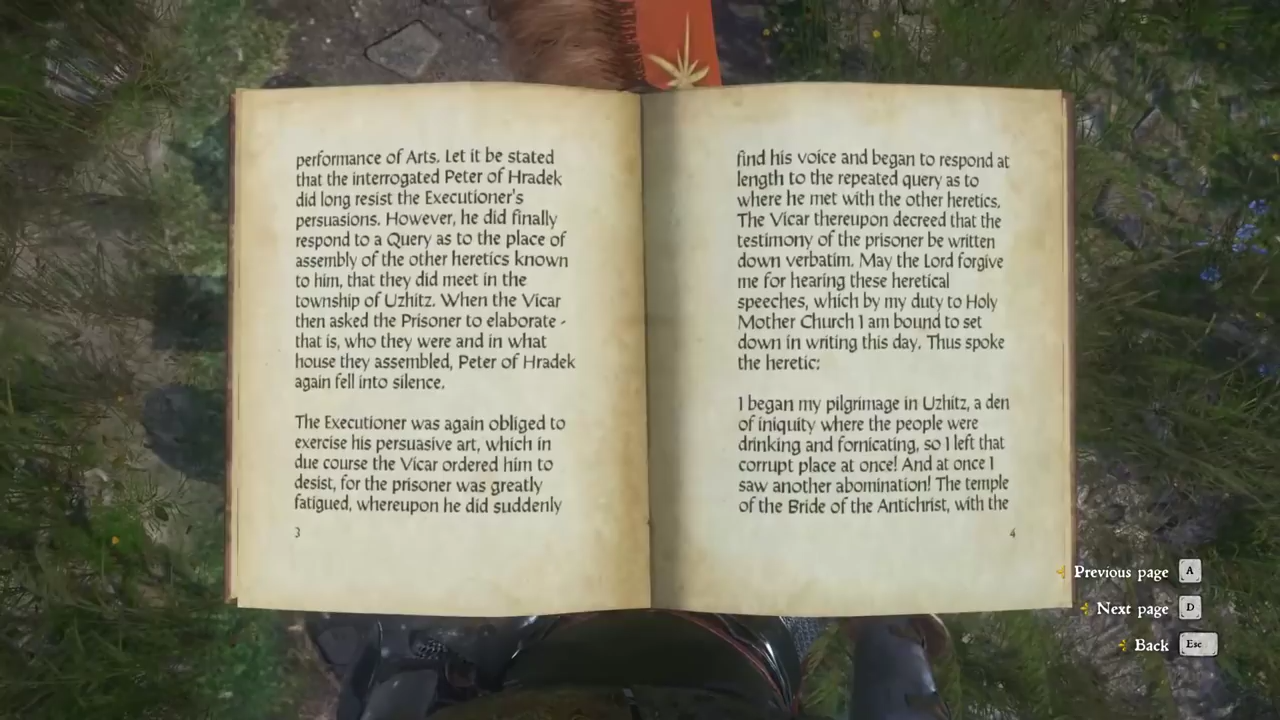 performance of Arts. Let it be stated
that the interrogated Peter of Hradek
did long resist the Executioner's
persuasions. However, he did finally
respond to a Query as to the place of
assembly of the other heretics known
to him, that they did meet in the
township of Uzhitz. When the Vicar
then asked the Prisoner to elaborate -
that is, who they were and in what
house they assembled, Peter of Hradek
again fell into silence.
The Executioner was again obliged to
exercise his persuasive art, which in
due course the Vicar ordered him to
desist, for the prisoner was greatly
fatigued, whereupon he did suddenly
3
find his voice and began to respond at
length to the repeated query as to
where he met with the other heretics.
The Vicar thereupon decreed that the
testimony of the prisoner be written
down verbatim. May the Lord forgive
me for hearing these heretical
speeches, which by my duty to Holy
Mother Church I am bound to set
down in writing this day. Thus spoke
the heretic:
I began my pilgrimage in Uzhitz, a den
of iniquity where the people were
drinking and fornicating, so I left that
corrupt place at once! And at once I
saw another abomination! The temple
of the Bride of the Antichrist, with the
4
Previous page A
Next page D
Back Esc